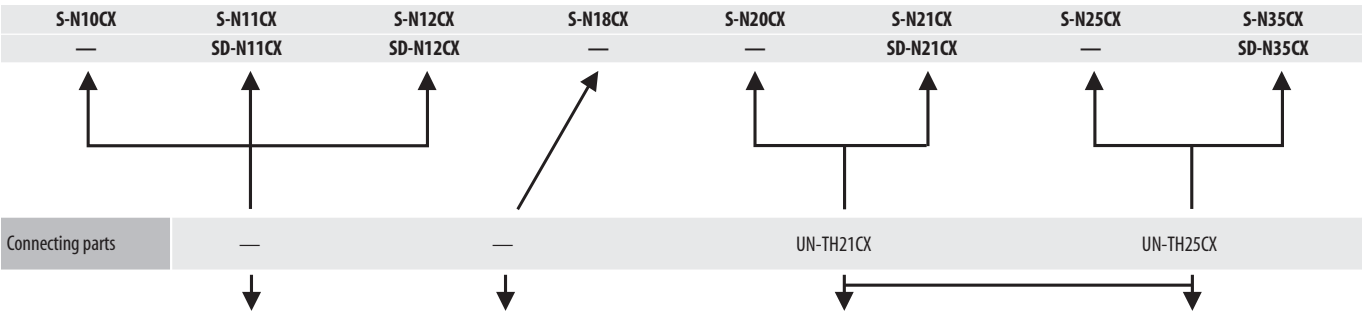 S-N10CX S-N11CX S-N12CX S-N18CX S-N20CX S-N21CX S-N25CX S-N35CX
— SD-N11CX SD-N12CX — — SD-N21CX — SD-N35CX
Connecting parts — — UN-TH21CX UN-TH25CX